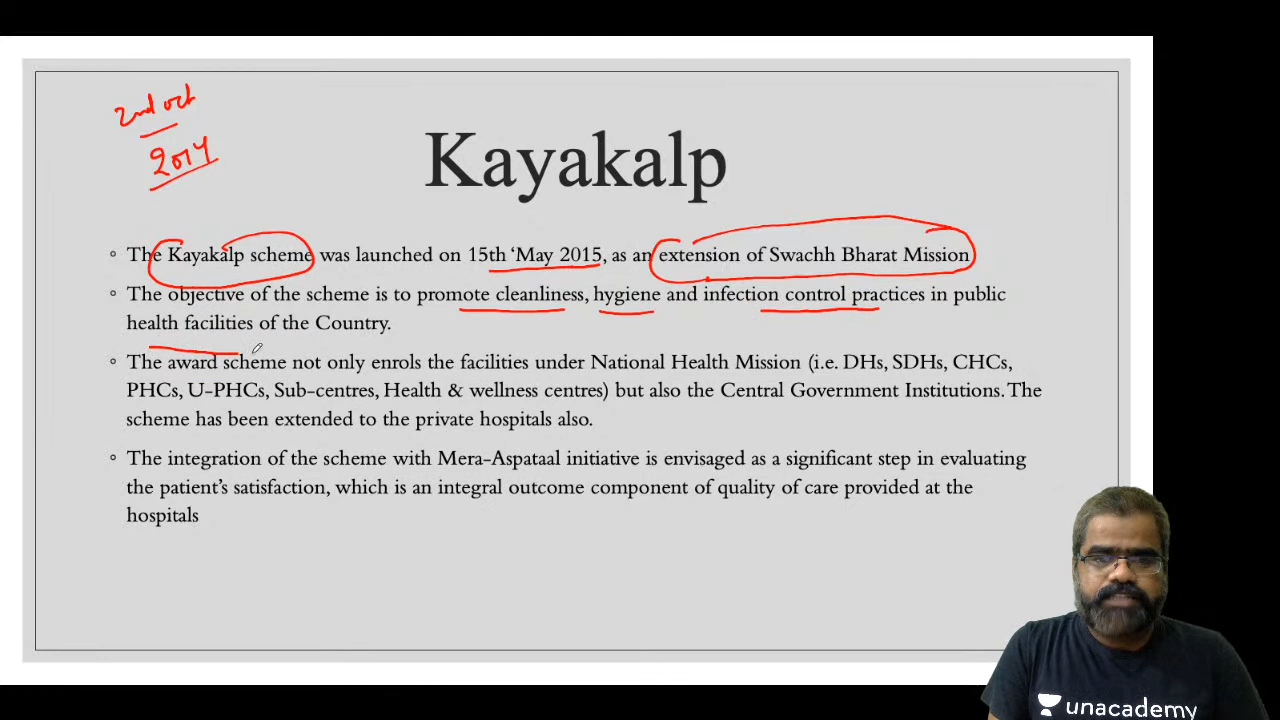 2nd oct
2014
Kayakalp
◦ The Kayakalp scheme was launched on 15th ‘May 2015, as an extension of Swachh Bharat Mission
◦ The objective of the scheme is to promote cleanliness, hygiene and infection control practices in public
health facilities of the Country.
◦ The award scheme not only enrols the facilities under National Health Mission (i.e. DHs, SDHs, CHCs,
PHCs, U-PHCs, Sub-centres, Health & wellness centres) but also the Central Government Institutions. The
scheme has been extended to the private hospitals also.
◦ The integration of the scheme with Mera-Aspataal initiative is envisaged as a significant step in evaluating
the patient’s satisfaction, which is an integral outcome component of quality of care provided at the
hospitals
unacademy